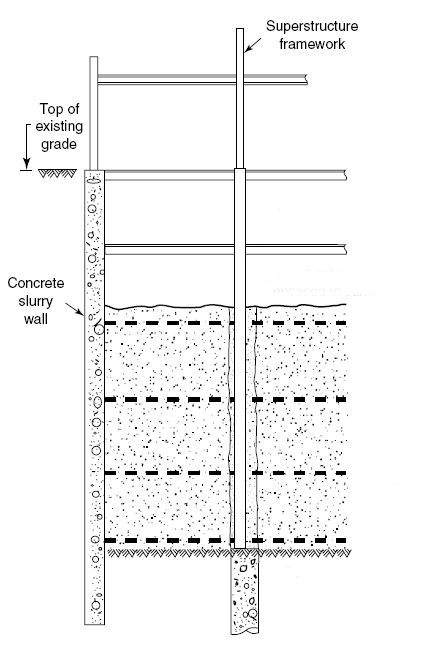 Superstructure
framework
Top of
existing
grade
Concrete
slurry
wall